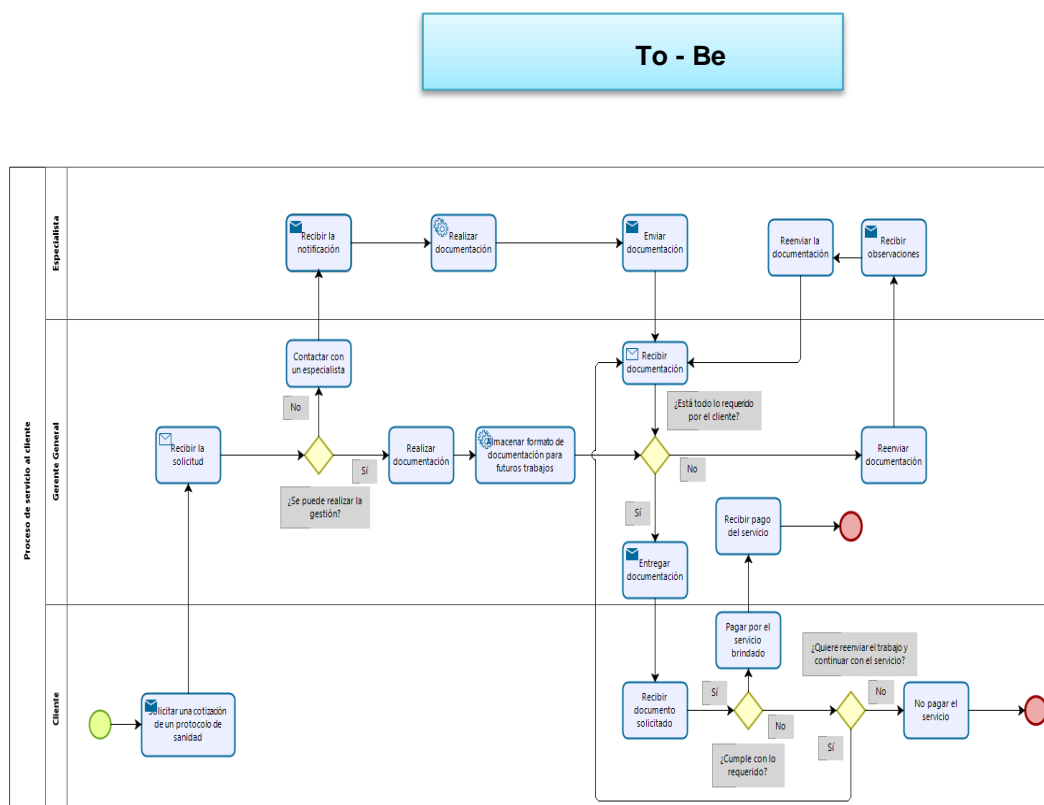 To - Be
Proceso de servicio al cliente
Especialista
Recibir la
notificación
Realizar
documentación
Enviar
documentación
Reenviar la
documentación
Recibir
observaciones
Gerente General
Contactar con
un especialista
Recibir
documentación
¿Está todo lo requerido
por el cliente?
No
Recibir la
solicitud
Sí
¿Se puede realizar la
gestión?
Realizar
documentación
Almacenar formato de
documentación para
futuros trabajos
No
Reenviar
documentación
Sí
Recibir pago
del servicio
Entregar
documentación
Cliente
Pagar por el
servicio
brindado
¿Quiere reenviar el trabajo y
continuar con el servicio?
Solicitar una cotización
de un protocolo de
sanidad
Recibir
documento
solicitado
Sí
No
¿Cumple con lo
requerido?
No
Sí
No pagar el
servicio